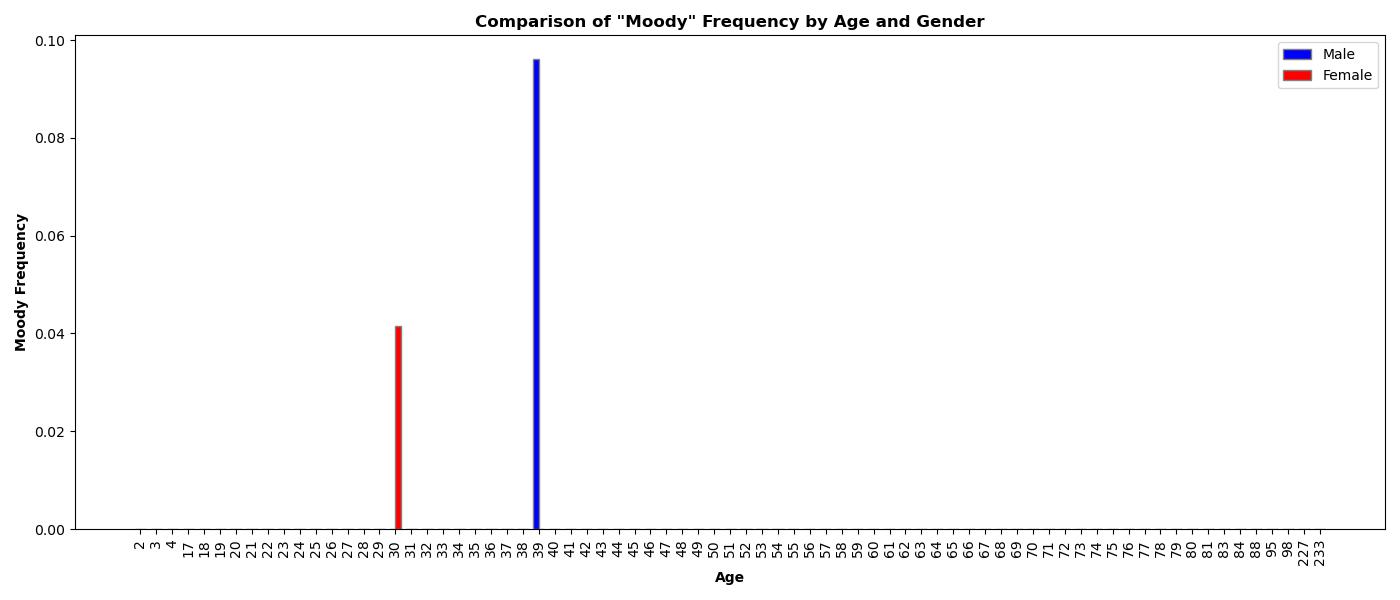 Comparison of "Moody" Frequency by Age and Gender
Male
Female
Moody Frequency
0.10
0.08
0.06
0.04
0.02
0.00
2 3 4 17 18 19 20 21 22 23 24 25 26 27 28 29 30 31 32 33 34 35 36 37 38 39 40 41 42 43 44 45 46 47 48 49 50 51 52 53 54 55 56 57 58 59 60 61 62 63 64 65 66 67 68 69 70 71 72 73 74 75 76 77 78 79 80 81 83 84 88 95 98 227 233
Age